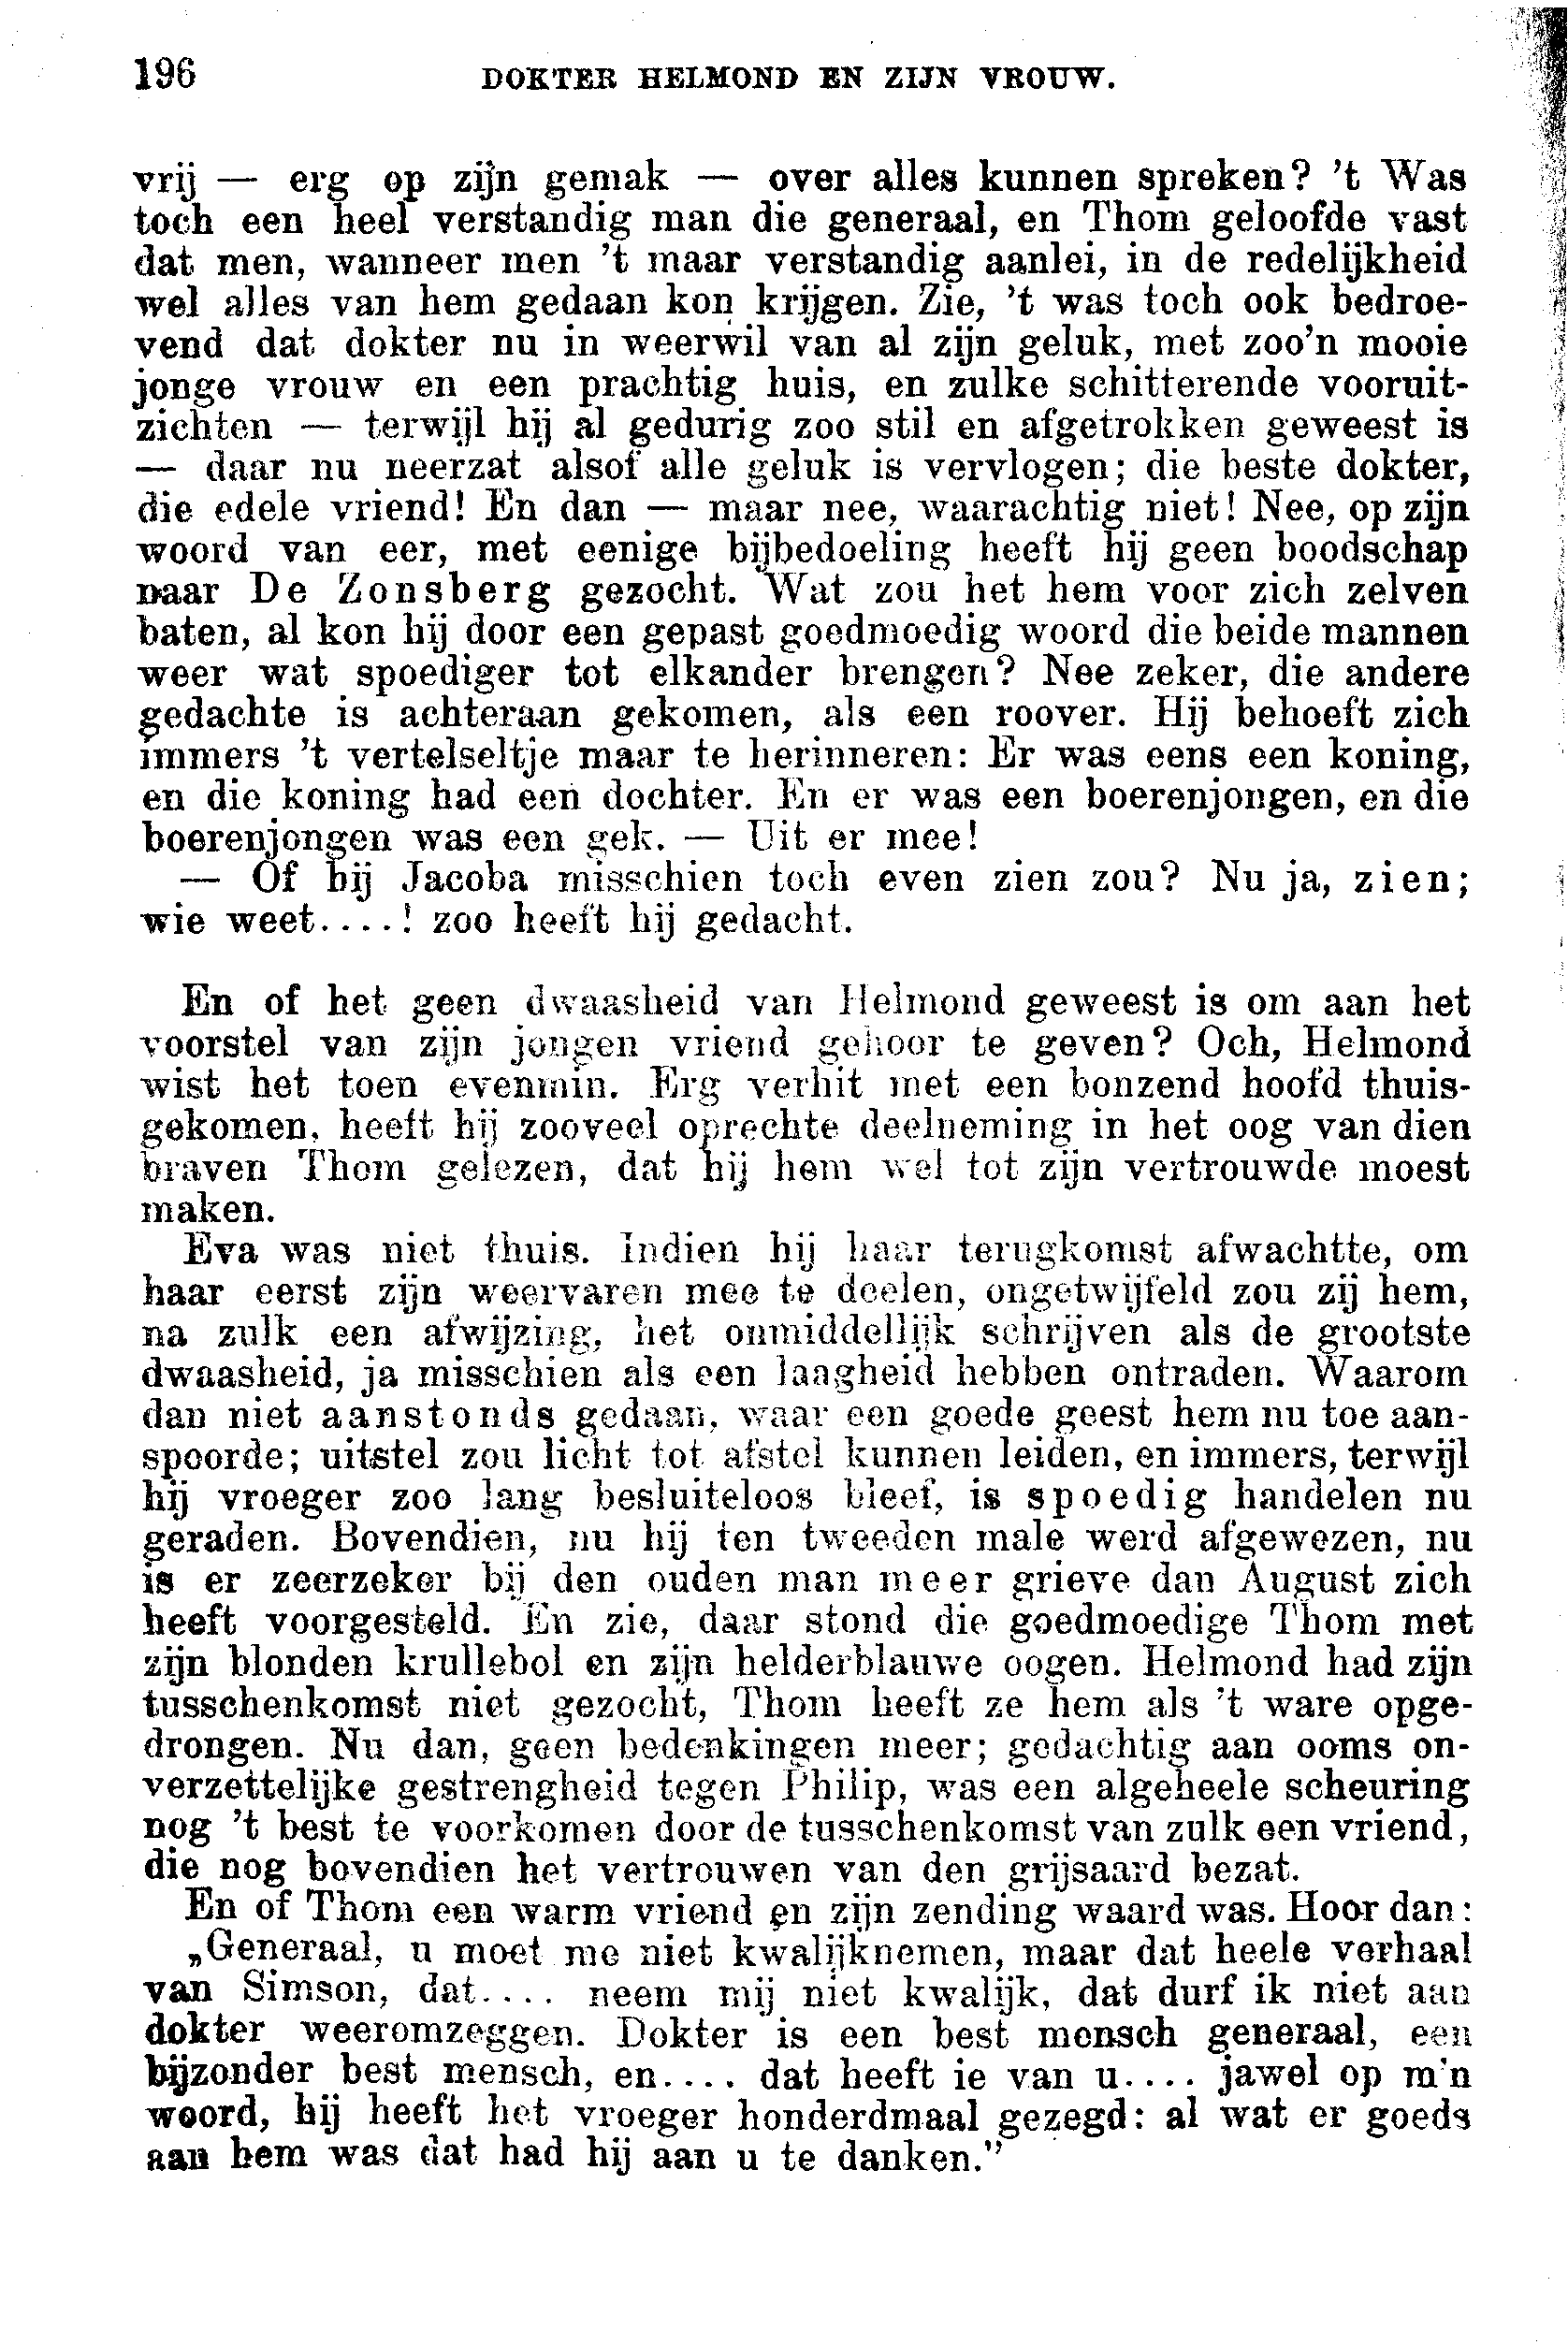 196 DOKTER HELMOND EN ZIJN VROUW.
vrij — erg op zijn gemak — over alles kunnen spreken? 't Was
toch een heel verstandig man die generaal, en Thom geloofde vast
dat men, wanneer men 't maar verstandig aanlei, in de redelijkheid
wel alles van hem gedaan kon krijgen. Zie, 't was toch ook bedroe-
vend dat dokter nu in weerwil van al zijn geluk, met zoo'n mooie
jonge vrouw en een prachtig huis, en zulke schitterende vooruit-
zichten — terwijl hij al gedurig zoo stil en afgetrokken geweest is
— daar nu neerzat alsof alle geluk is vervlogen; die beste dokter,
die edele vriend! En dan — maar nee, waarachtig niet! Nee, op zijn
woord van eer, met eenige bijbedoeling heeft hij geen boodschap
naar De Zonsberg gezocht. Wat zou het hem voor zich zelven
baten, al kon hij door een gepast goedmoedig woord die beide mannen
weer wat spoediger tot elkander brengen? Nee zeker, die andere
gedachte is achteraan gekomen, als een roover. Hij behoeft zich
immers 't vertelseltje maar te herinneren: Er was eens een koning,
en die koning had een dochter. En er was een boerenjongen, en die
boerenjongen was een gek. — Uit er mee!
— Of hij Jacoba misschien toch even zien zou? Nu ja, zien;
wie weet....! zoo heeft hij gedacht.
En of het geen dwaasheid van Helmond geweest is om aan het
voorstel van zijn jongen vriend gehoor te geven? Och, Helmond
wist het toen evenmin. Erg verhit met een bonzend hoofd thuis-
gekomen, heeft hij zooveel oprechte deelneming in het oog van dien
braven Thom gelezen, dat hij hem wel tot zijn vertrouwde moest
maken.
Eva was niet thuis. Indien hij haar terugkomst afwachtte, om
haar eerst zijn weervaren mee te deelen, ongetwijfeld zou zij hem,
na zulk een afwijzing, het onmiddellijk schrijven als de grootste
dwaasheid, ja misschien als een laagheid hebben ontraden. Waarom
dan niet aanstonds gedaan, waar een goede geest hem nu toe aan-
spoorde; uitstel zou licht tot afstel kunnen leiden, en immers, terwijl
hij vroeger zoo lang besluiteloos bleef, is spoedig handelen nu
geraden. Bovendien, nu hij ten tweeden male werd afgewezen, nu
is er zeerzeker bij den ouden man meer grieve dan August zich
heeft voorgesteld. En zie, daar stond die goedmoedige Thom met
zijn blonden krullebol en zijn helderblauwe oogen. Helmond had zijn
tusschenkomst niet gezocht, Thom heeft ze hem als 't ware opge-
drongen. Nu dan, geen bedenkingen meer; gedachtig aan ooms on-
verzettelijke gestrengheid tegen Philip, was een algeheele scheuring
nog 't best te voorkomen door de tusschenkomst van zulk een vriend,
die nog bovendien het vertrouwen van den grijsaard bezat.
En of Thom een warm vriend en zijn zending waard was. Hoor dan:
„Generaal, u moet me niet kwalijknemen, maar dat heele verhaal
van Simson, dat.... neem mij niet kwalijk, dat durf ik niet aan
dokter weeromzeggen. Dokter is een best mensch generaal, een
bijzonder best mensch, en.... dat heeft ie van u.... jawel op m'n
woord, hij heeft het vroeger honderdmaal gezegd: al wat er goeds
aan hem was dat had hij aan u te danken.”